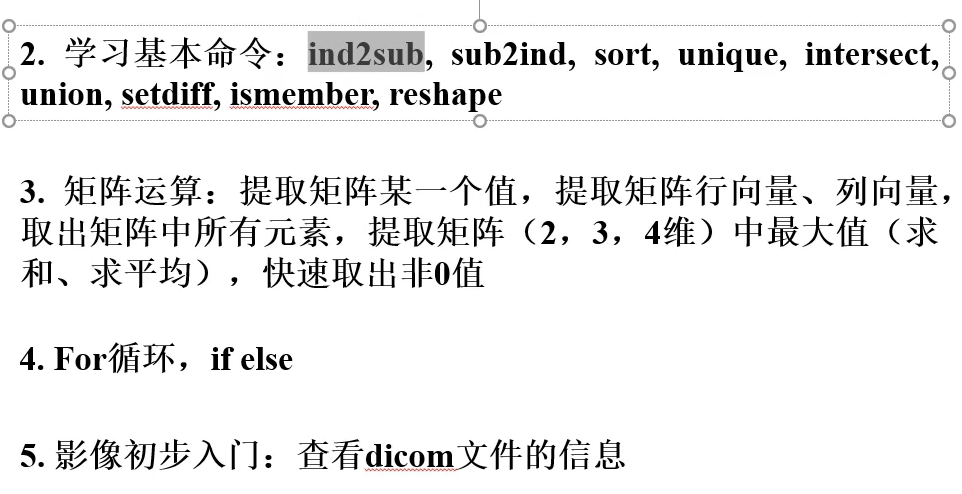 2. 学习基本命令：ind2sub, sub2ind, sort, unique, intersect,
union, setdiff, ismember, reshape
3. 矩阵运算：提取矩阵某一个值，提取矩阵行向量、列向量，
取出矩阵中所有元素，提取矩阵（2，3，4维）中最大值（求
和、求平均），快速取出非0值
4. For循环，if else
5. 影像初步入门：查看dicom文件的信息